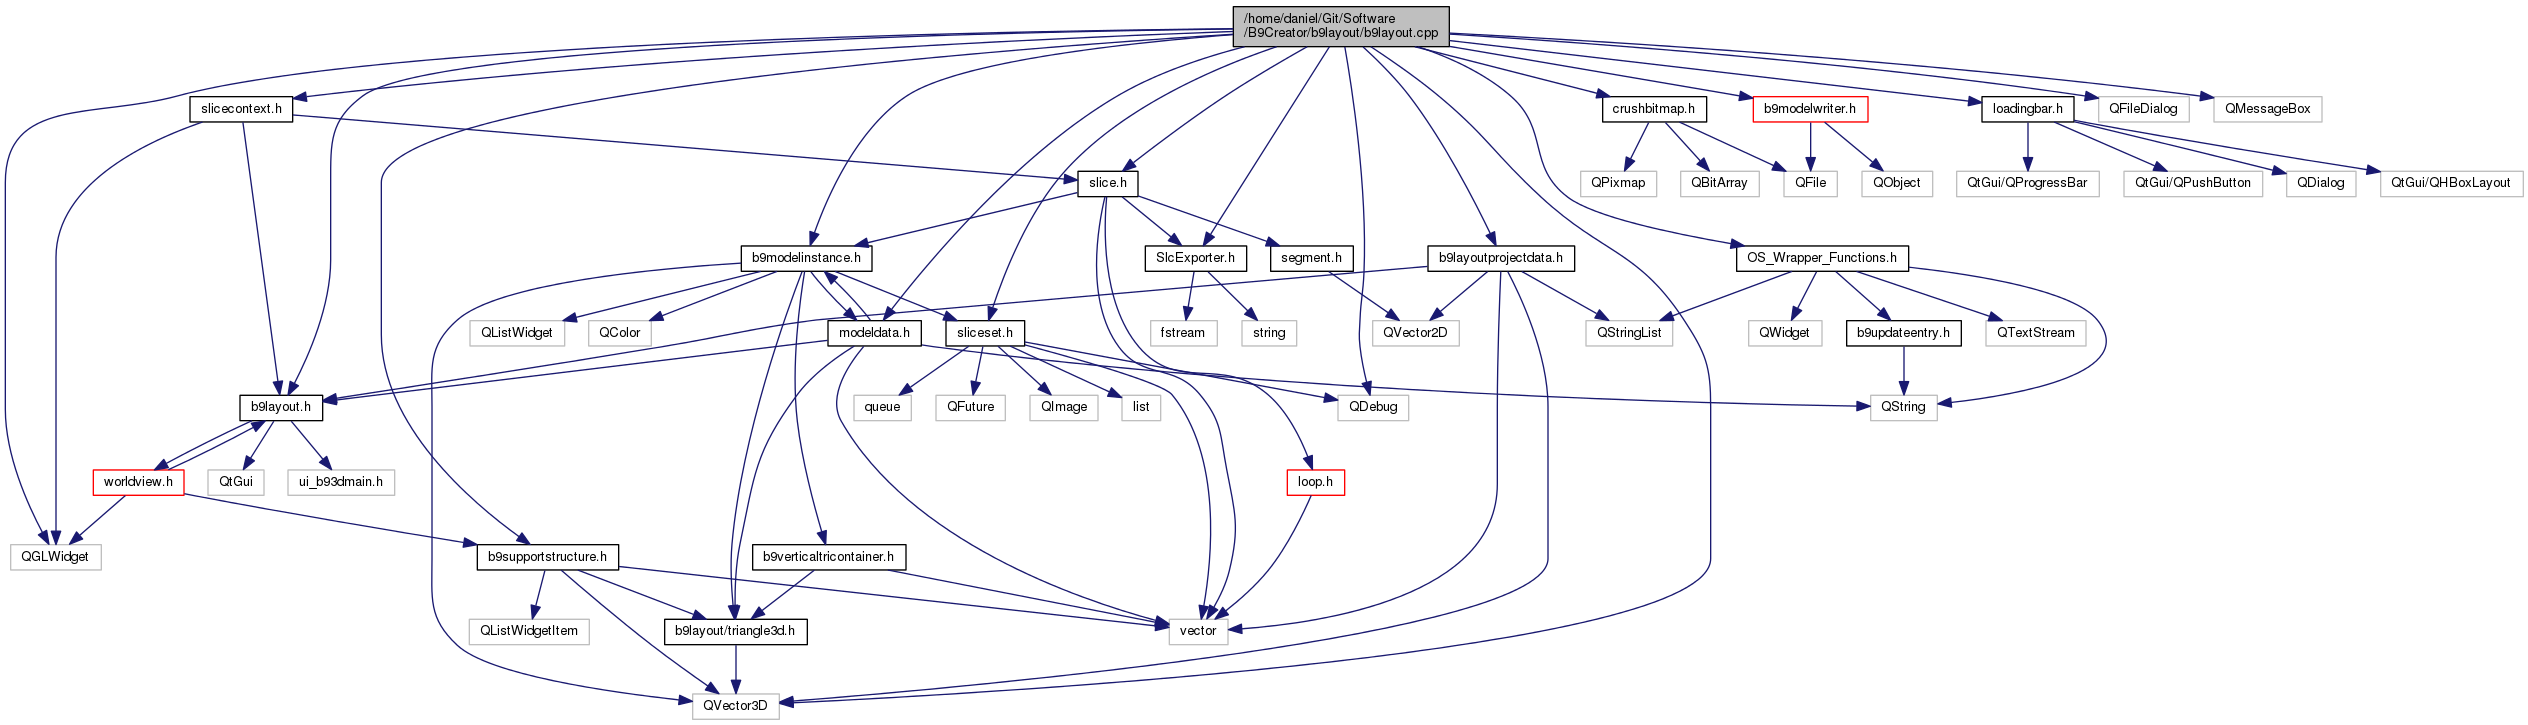 /home/daniel/Git/Software
/B9Creator/b9layout/b9layout.cpp
slicecontext.h
crushbitmap.h
b9modelwriter.h
loadingbar.h
QFileDialog
QMessageBox
slice.h
QPixmap
QBitArray
QFile
QObject
QtGui/QProgressBar
QtGui/QPushButton
QDialog
QtGui/QHBoxLayout
b9modelinstance.h
SlcExporter.h
segment.h
b9layoutprojectdata.h
OS_Wrapper_Functions.h
QListWidget
QColor
modeldata.h
sliceset.h
fstream
string
QVector2D
QStringList
QWidget
b9updateentry.h
QTextStream
b9layout.h
queue
QFuture
QImage
list
QDebug
QString
worldview.h
QtGui
ui_b93dmain.h
loop.h
QGLWidget
b9supportstructure.h
b9verticaltricontainer.h
QListWidgetItem
b9layout/triangle3d.h
vector
QVector3D